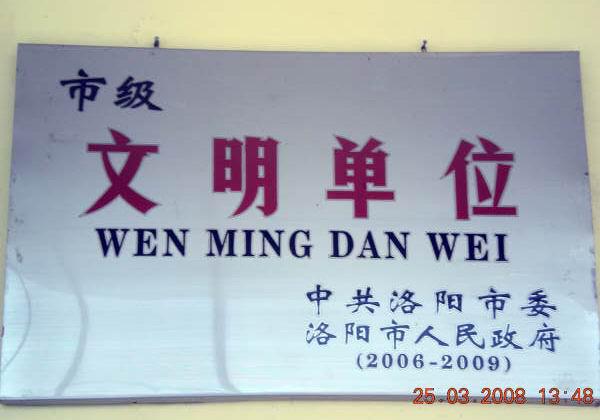 市级
文明单位
WEN MING DAN WEI
中共洛阳市委
洛阳市人民政府
(2006-2009)
25.03.2008 13:48